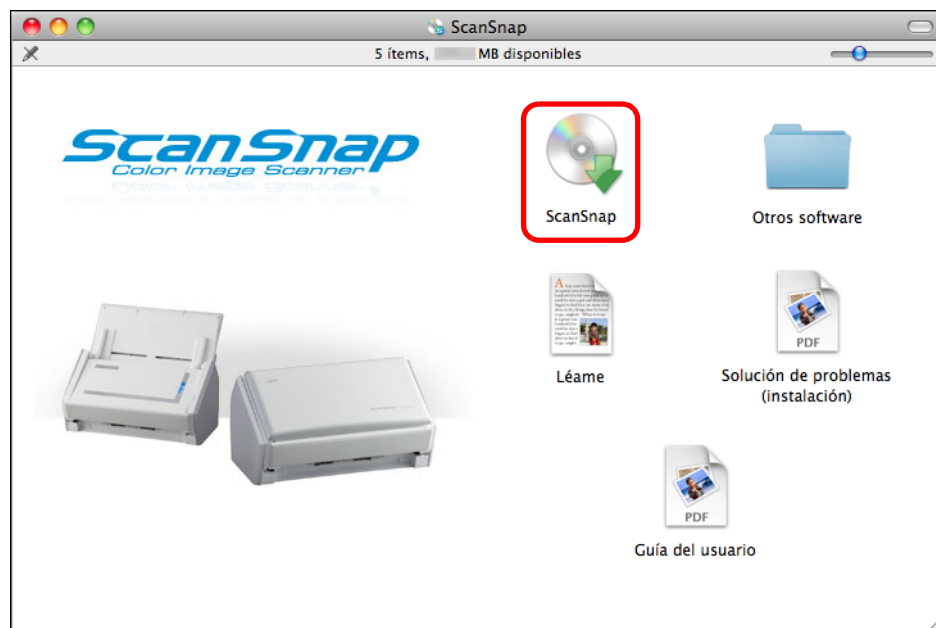 ScanSnap
5 ítems, MB disponibles
ScanSnap
Color Image Scanner
ScanSnap
Otros software
Léame
PDF
Solución de problemas
(instalación)
PDF
Guía del usuario